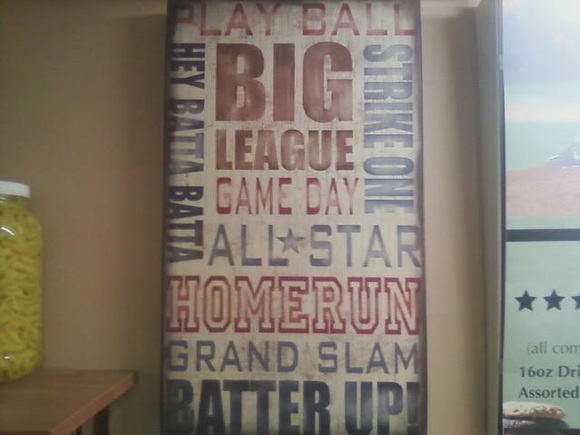 PLAY BALL
HEY BATTA BATTA
BIG
LEAGUE
STRIKE ONE
GAME DAY
ALL★STAR
HOMERUN
GRAND SLAM
BATTER UP!
(all com
16oz Dri
Assorted